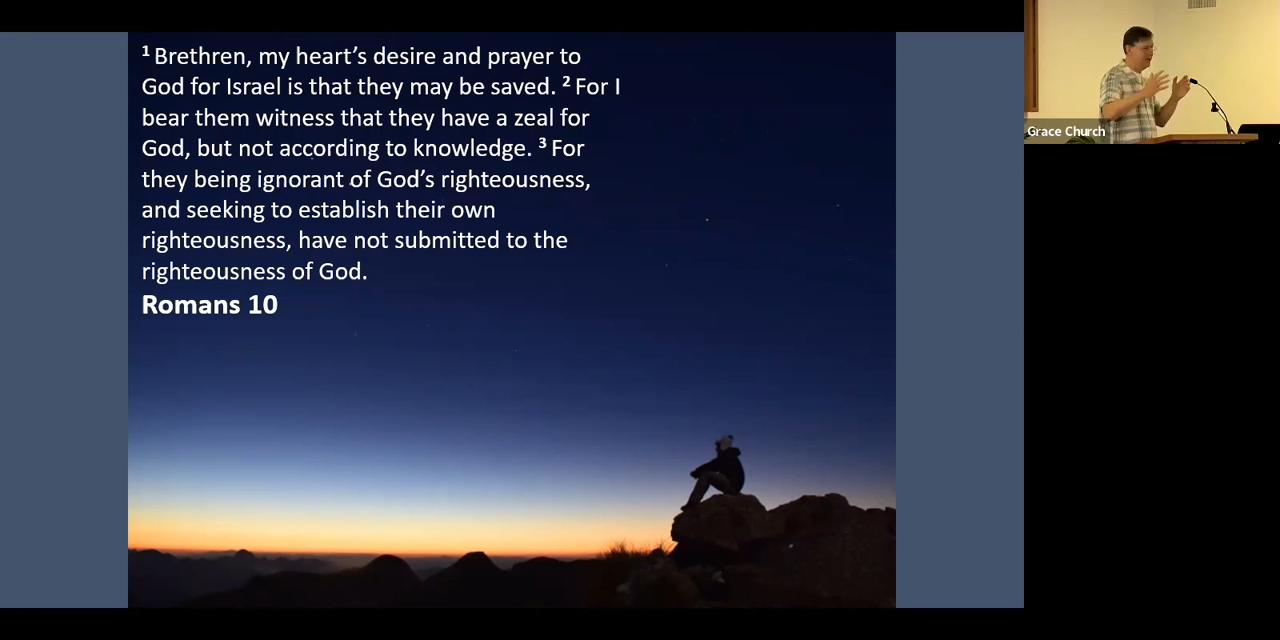 ¹ Brethren, my heart’s desire and prayer to
God for Israel is that they may be saved. ² For I
bear them witness that they have a zeal for
God, but not according to knowledge. ³ For
they being ignorant of God’s righteousness,
and seeking to establish their own
righteousness, have not submitted to the
righteousness of God.
Romans 10
Grace Church